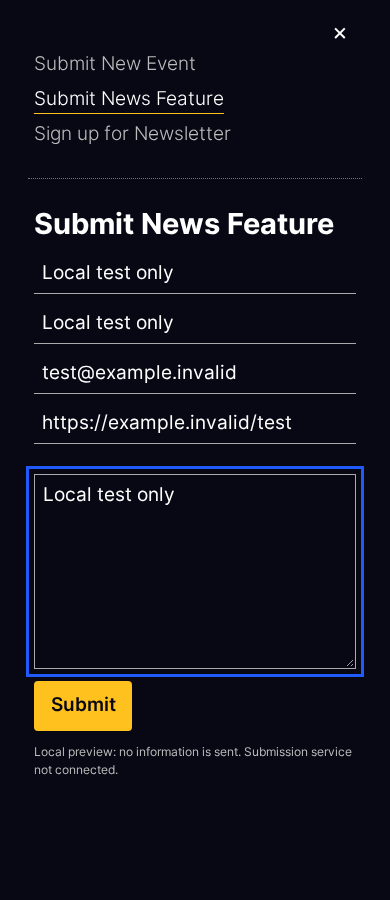 ×
Submit New Event
Submit News Feature
Sign up for Newsletter
Submit News Feature
Local test only
Local test only
test@example.invalid
https://example.invalid/test
Local test only
Submit
Local preview: no information is sent. Submission service
not connected.